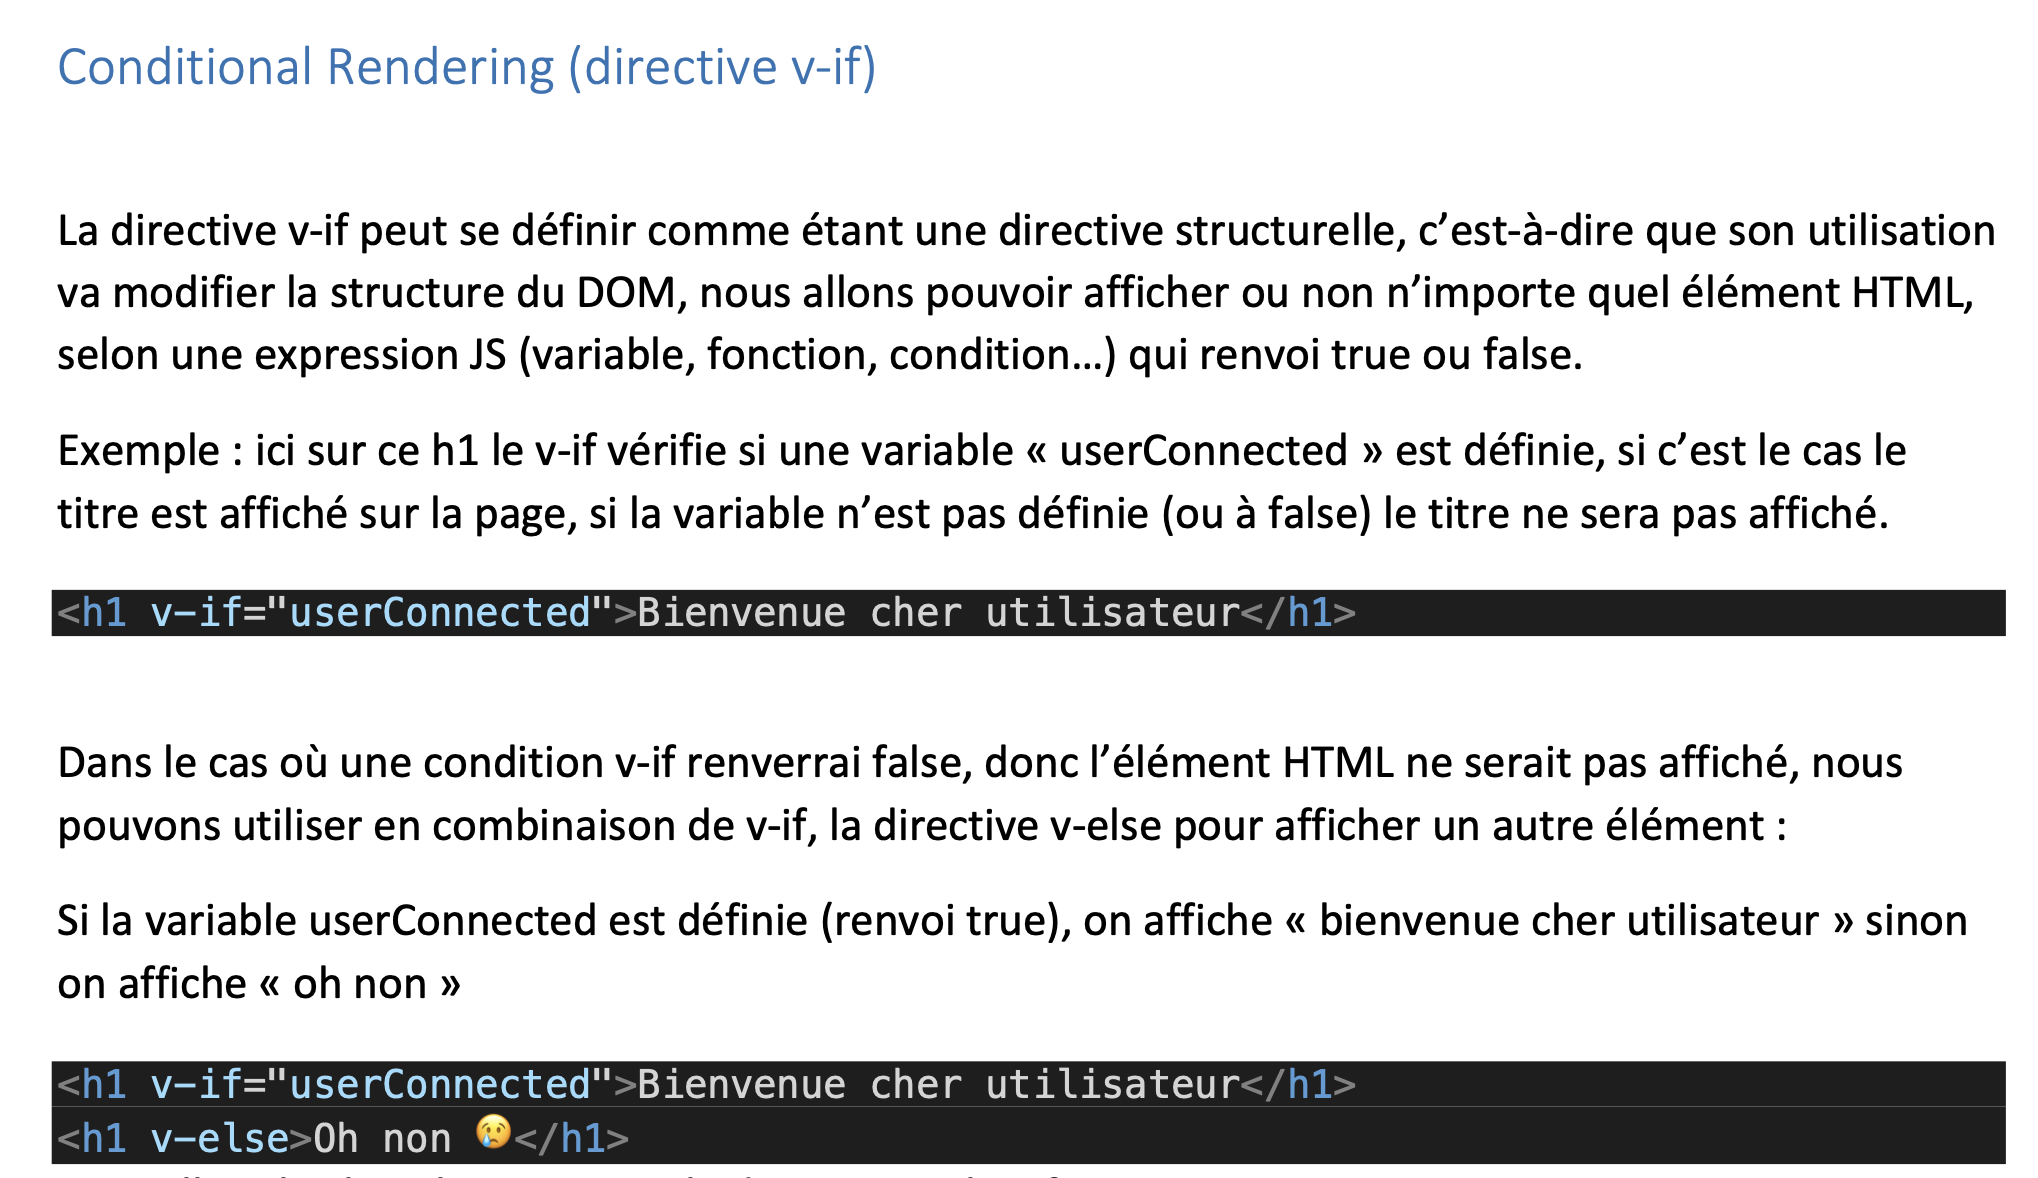 Conditional Rendering (directive v-if)
La directive v-if peut se définir comme étant une directive structurelle, c’est-à-dire que son utilisation
va modifier la structure du DOM, nous allons pouvoir afficher ou non n’importe quel élément HTML,
selon une expression JS (variable, fonction, condition…) qui renvoi true ou false.
Exemple : ici sur ce h1 le v-if vérifie si une variable « userConnected » est définie, si c’est le cas le
titre est affiché sur la page, si la variable n’est pas définie (ou à false) le titre ne sera pas affiché.
<h1 v-if="userConnected">Bienvenue cher utilisateur</h1>
Dans le cas où une condition v-if renverrai false, donc l’élément HTML ne serait pas affiché, nous
pouvons utiliser en combinaison de v-if, la directive v-else pour afficher un autre élément :
Si la variable userConnected est définie (renvoi true), on affiche « bienvenue cher utilisateur » sinon
on affiche « oh non »
<h1 v-if="userConnected">Bienvenue cher utilisateur</h1>
<h1 v-else>Oh non 😢</h1>